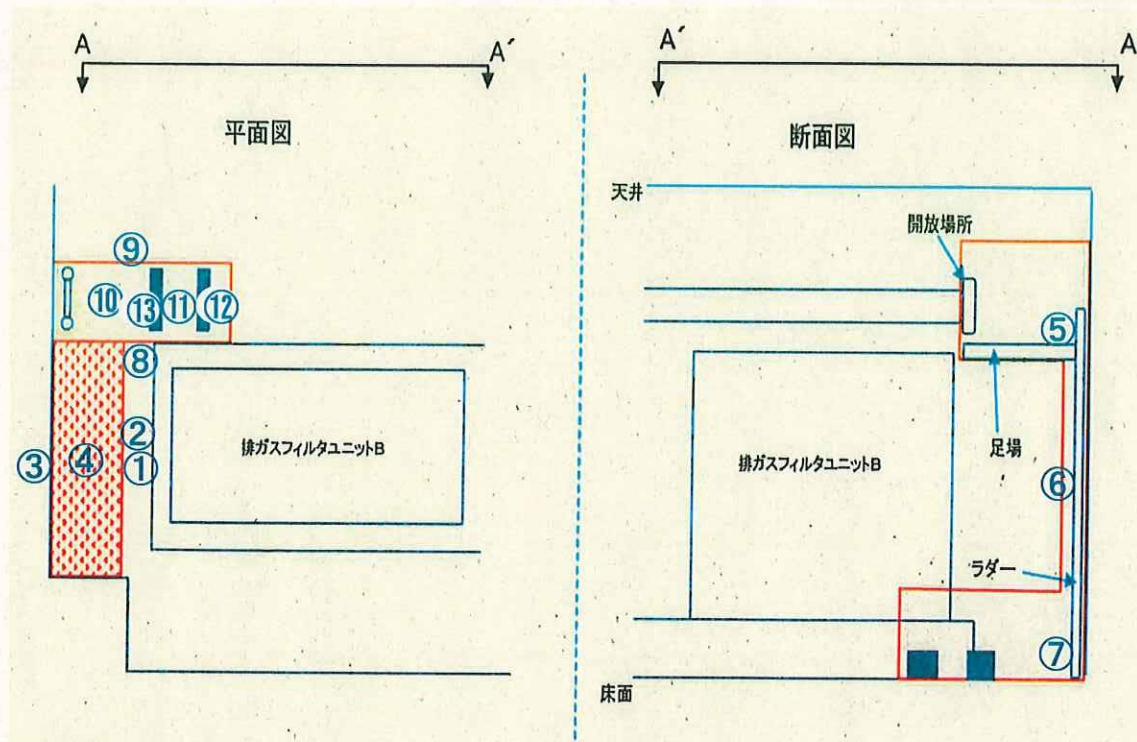 A
A´
平面図
⑨
⑩
⑬
⑪
⑫
⑧
②
①
③
④
排ガスフィルタユニットB
A´
A
断面図
天井
開放場所
⑤
足場
排ガスフィルタユニットB
⑥
ラダー
⑦
床面